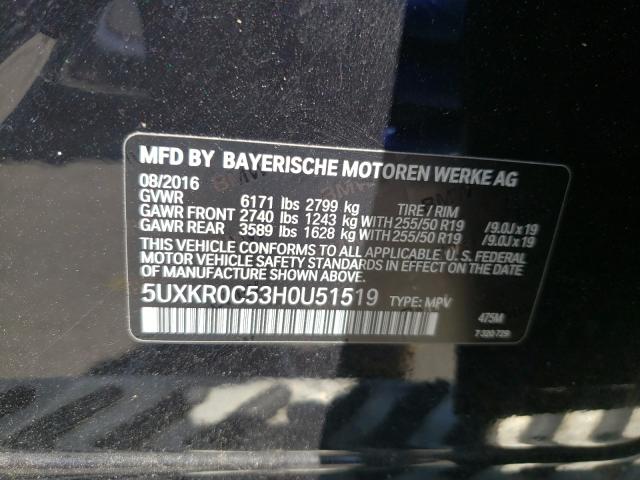 MFD BY BAYERISCHE MOTOREN WERKE AG
08/2016
GVWR 6171 lbs 2799 kg TIRE / RIM
GAWR FRONT 2740 lbs 1243 kg WITH 255/50 R19 /9.0J x 19
GAWR REAR 3589 lbs 1628 kg WITH 255/50 R19 /9.0J x 19
THIS VEHICLE CONFORMS TO ALL APPLICABLE U.S. FEDERAL
MOTOR VEHICLE SAFETY STANDARDS IN EFFECT ON THE DATE OF
MANUFACTURE SHOWN ABOVE.
5UXKR0C53H0U51519 TYPE: MPV
475M
7 320 729